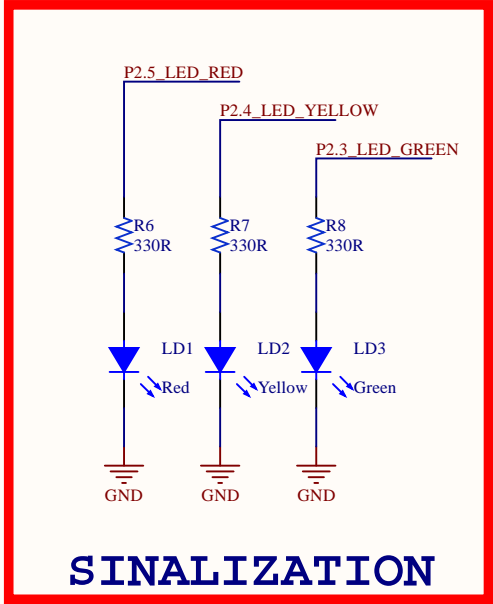 P2.5_LED_RED
P2.4_LED_YELLOW
P2.3_LED_GREEN
R6 R7 R8
330R 330R 330R
LD1 LD2 LD3
Red Yellow Green
GND GND GND
SINALIZATION